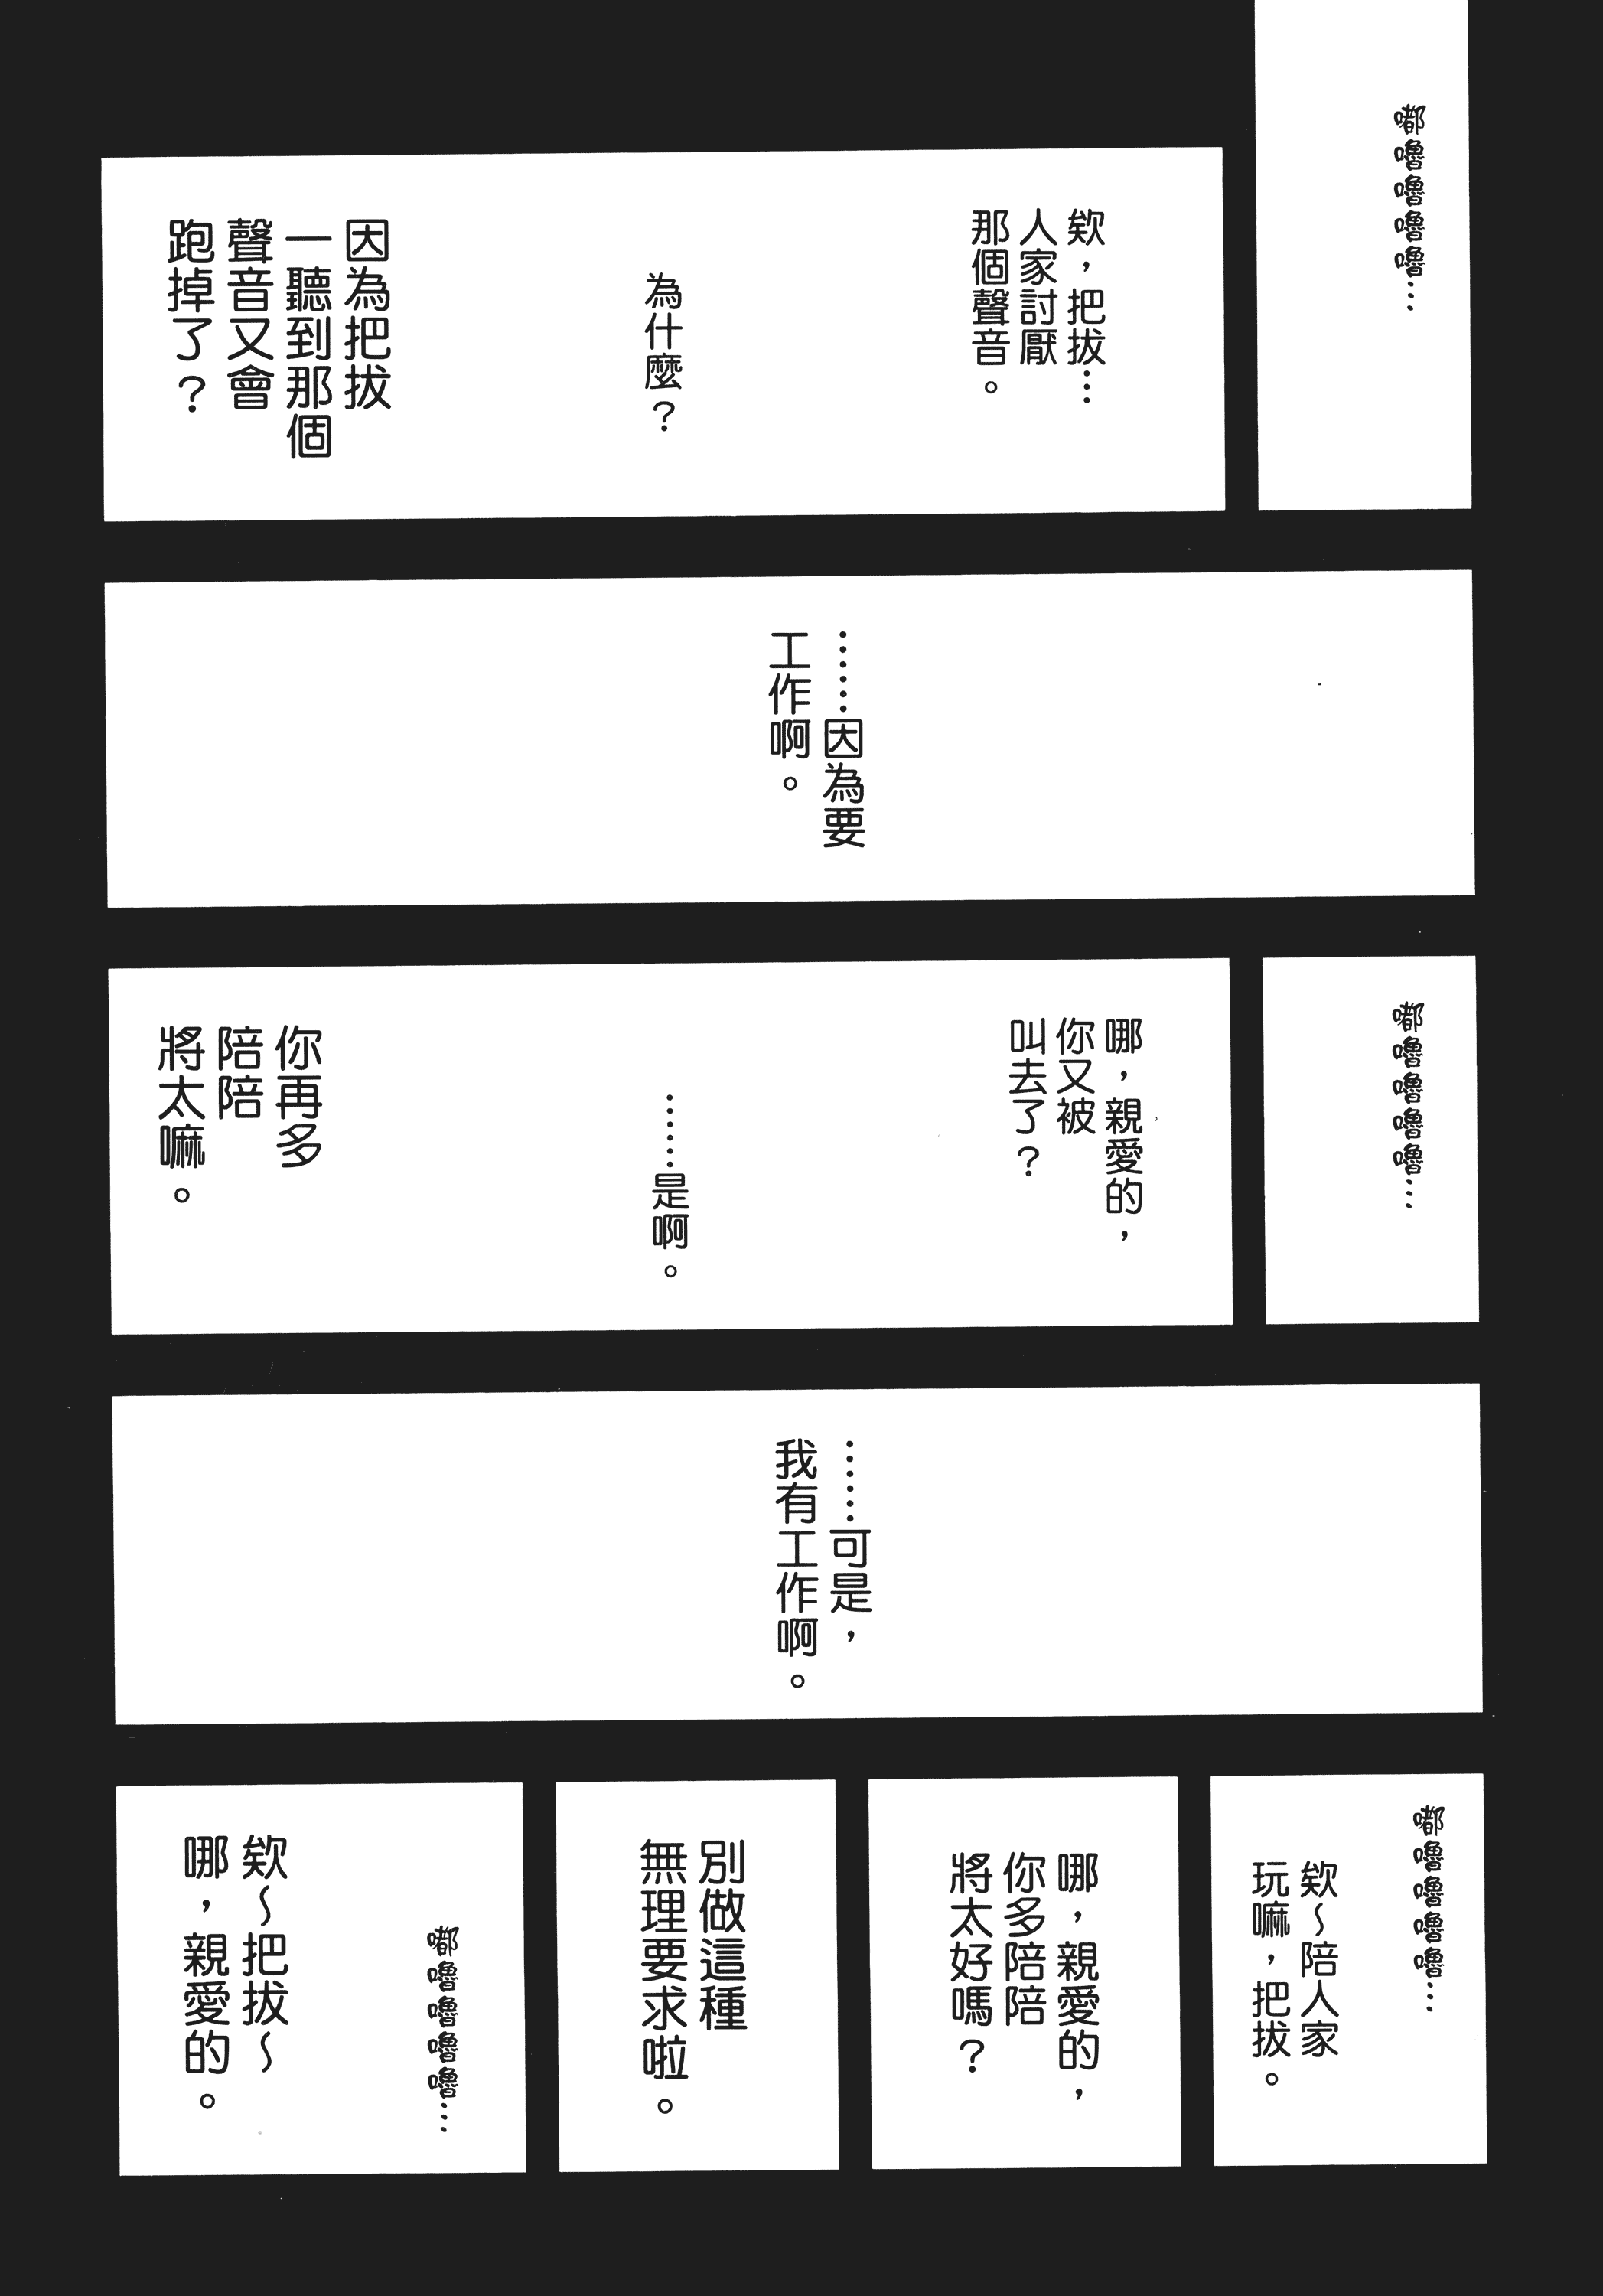 嘟嚕嚕嚕嚕…
欸，把拔…
人家討厭
那個聲音。
為什麼？
因為把拔
一聽到那個
聲音又會
跑掉了？
……因為要
工作啊。
嘟嚕嚕嚕嚕…
哪，親愛的，
你又被
叫去了？
……是啊。
你再多
陪陪
將太嘛。
……可是，
我有工作啊。
嘟嚕嚕嚕嚕…
欸～陪人家
玩嘛，把拔。
哪，親愛的，
你多陪陪
將太好嗎？
別做這種
無理要求啦。
嘟嚕嚕嚕嚕…
欸～把拔～
哪，親愛的。